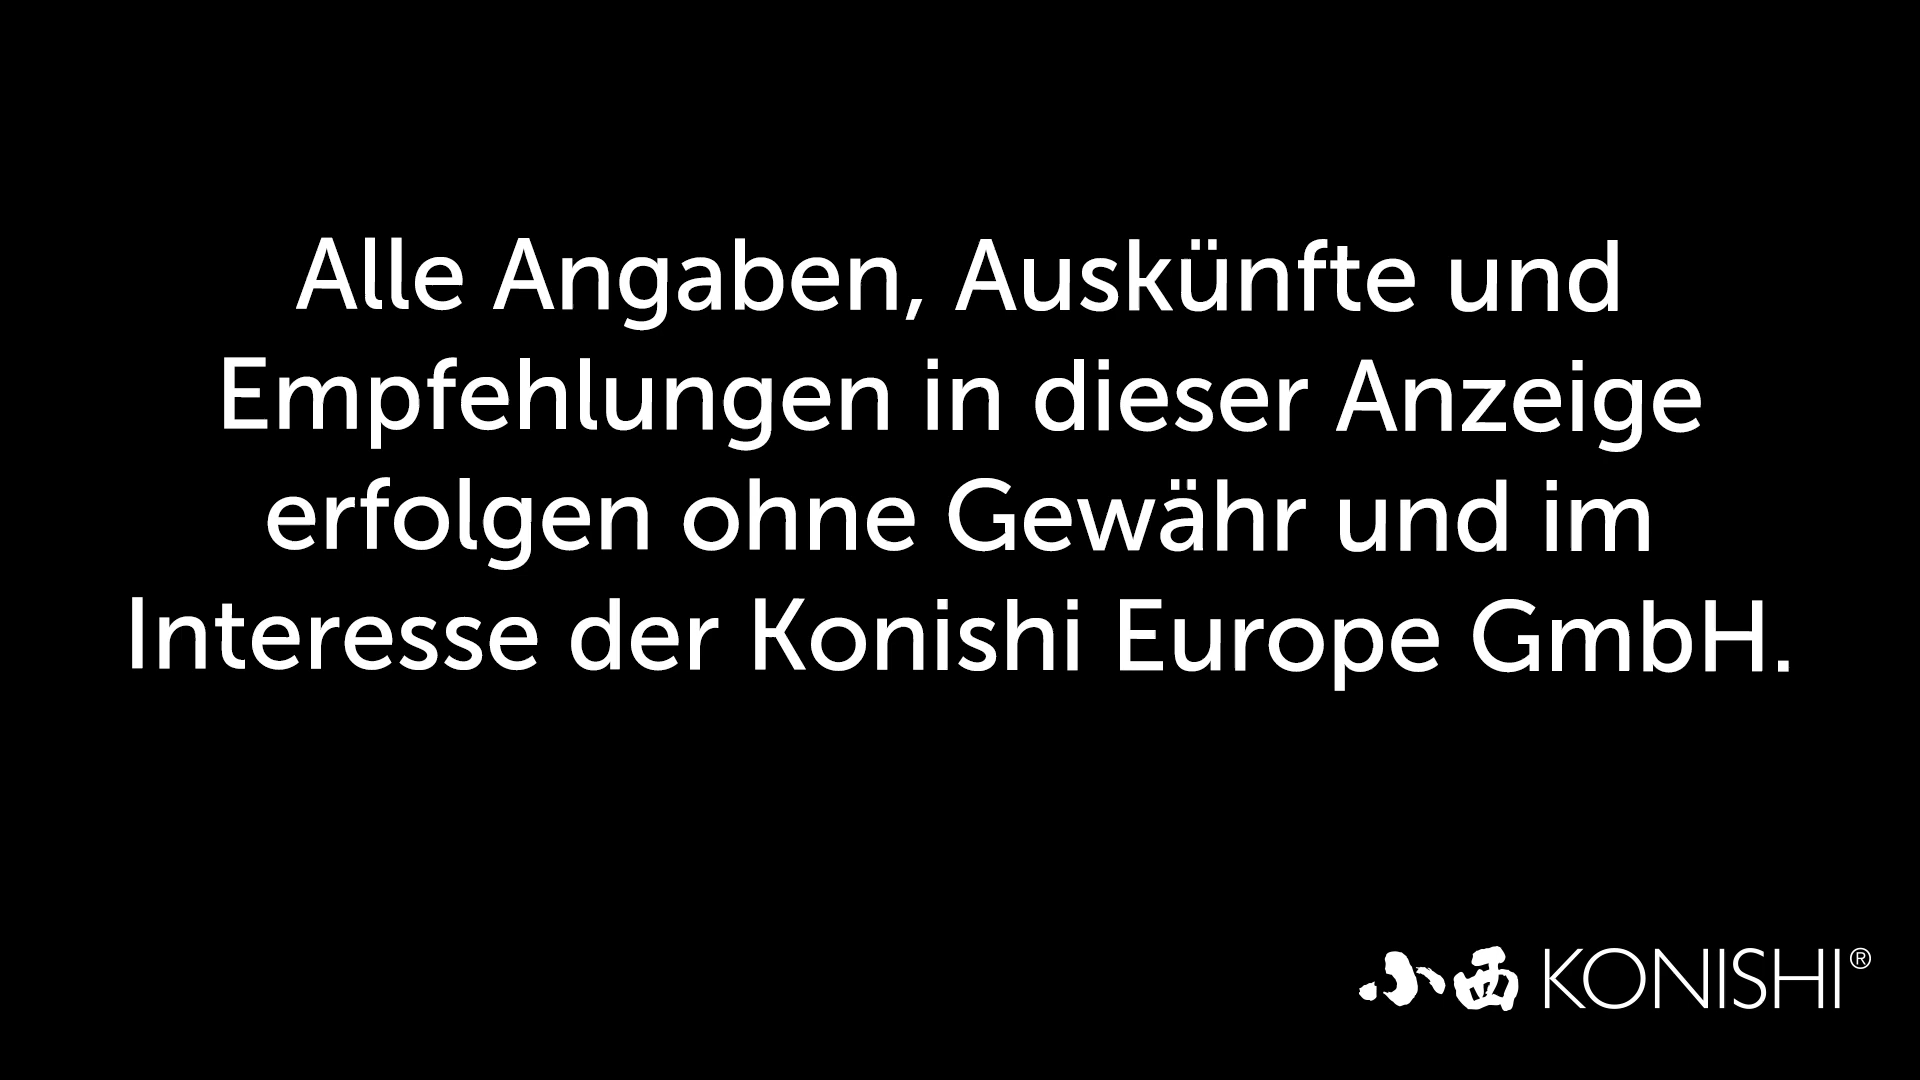 Alle Angaben, Auskünfte und
Empfehlungen in dieser Anzeige
erfolgen ohne Gewähr und im
Interesse der Konishi Europe GmbH.
小西 KONISHI®